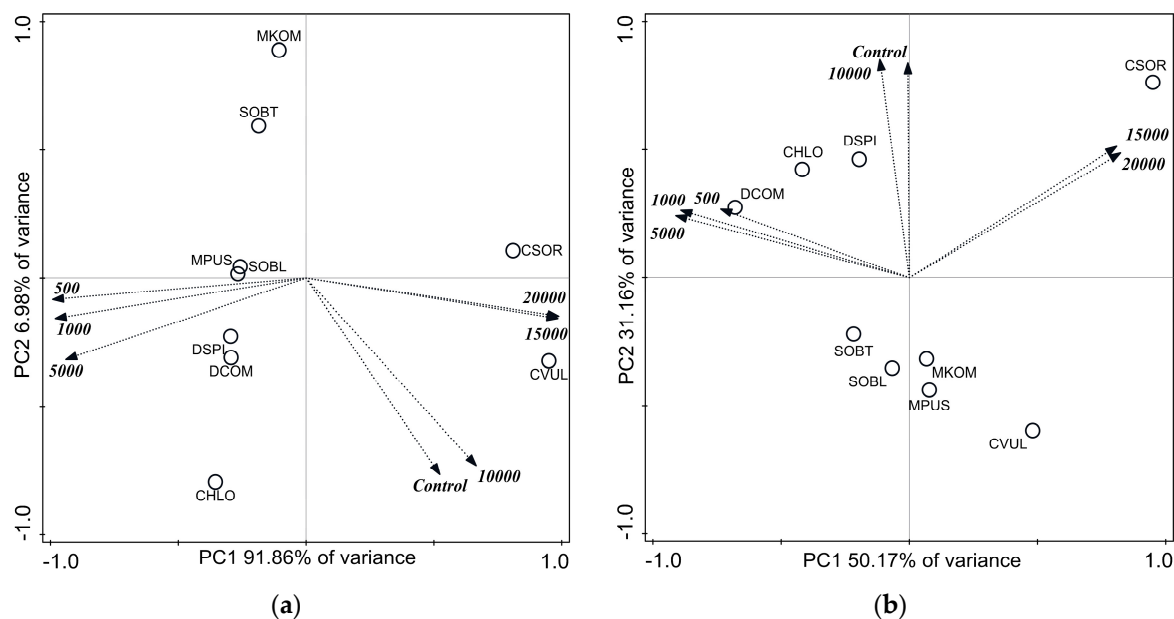 1.0
MKOM
SOBT
CSOR
MPUS
SOBL
500
1000
5000
20000
15000
DSPI
DCOM
CVUL
Control
10000
CHLO
PC2 6.98% of variance
-1.0
-1.0
PC1 91.86% of variance
1.0
(a)
1.0
Control
10000
CSOR
15000
20000
CHLO
DSPI
DCOM
1000
500
5000
SOBT
SOBL
MKOM
MPUS
CVUL
PC2 31.16% of variance
-1.0
-1.0
PC1 50.17% of variance
1.0
(b)